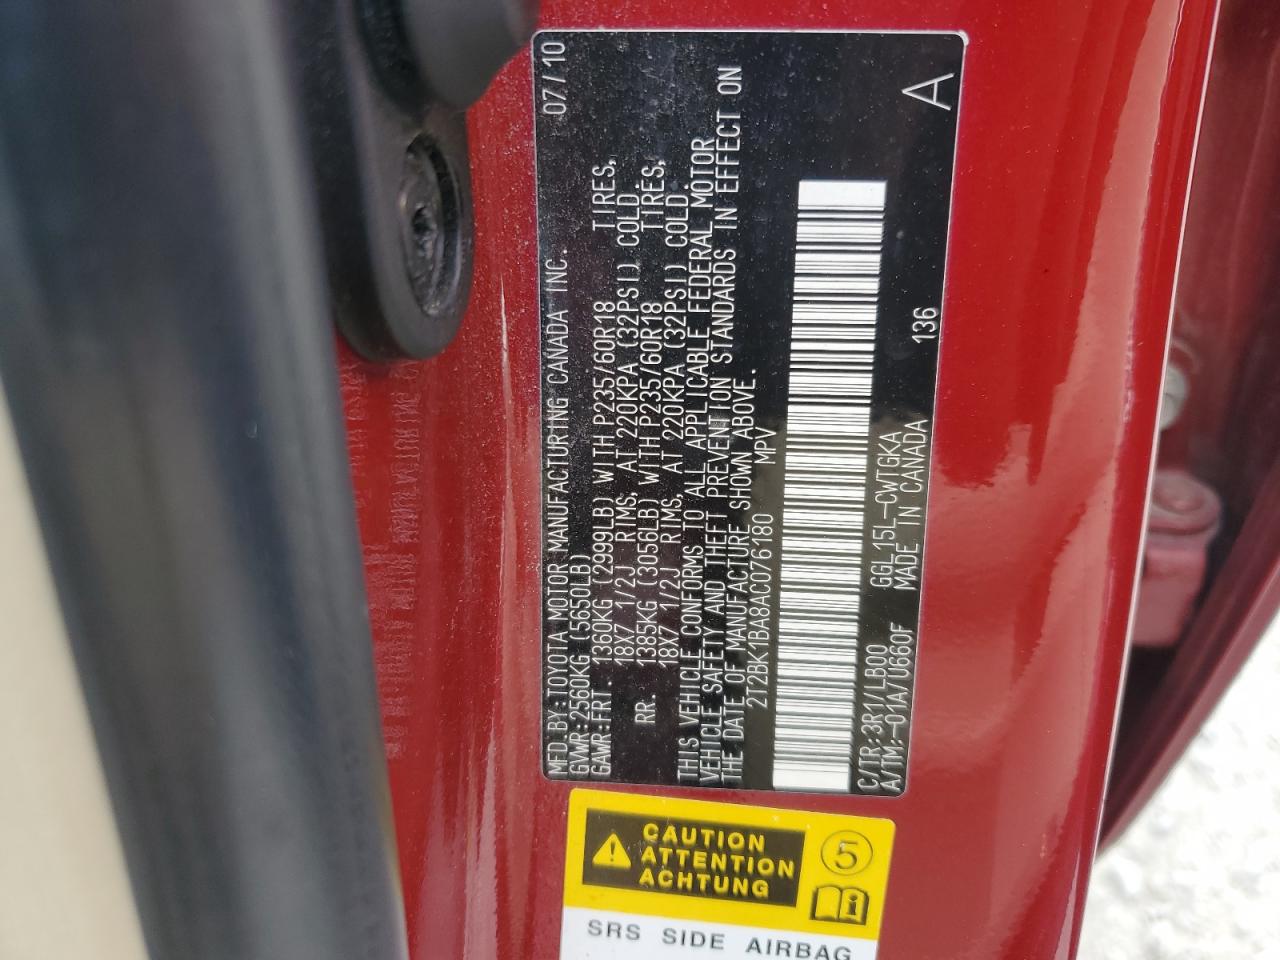 MFD.BY:TOYOTA MOTOR MANUFACTURING CANADA INC. 07/10
GVWR:2560KG(5650LB)
GAWR:FRT. 1360KG(2999LB) WITH P235/60R18 TIRES,
18X7 1/2J RIMS, AT 220KPA(32PSI) COLD.
RR. 1385KG(3056LB) WITH P235/60R18 TIRES,
18X7 1/2J RIMS, AT 220KPA(32PSI) COLD.
THIS VEHICLE CONFORMS TO ALL APPLICABLE FEDERAL MOTOR
VEHICLE SAFETY AND THEFT PREVENTION STANDARDS IN EFFECT ON
THE DATE OF MANUFACTURE SHOWN ABOVE.
2T2BK1BA8AC076180 MPV
C/TR:3R1/LB00 GGL15L-CWTGKA
A/TM:-01A/U660F MADE IN CANADA 136 A
CAUTION
ATTENTION
ACHTUNG
5
SRS SIDE AIRBAG